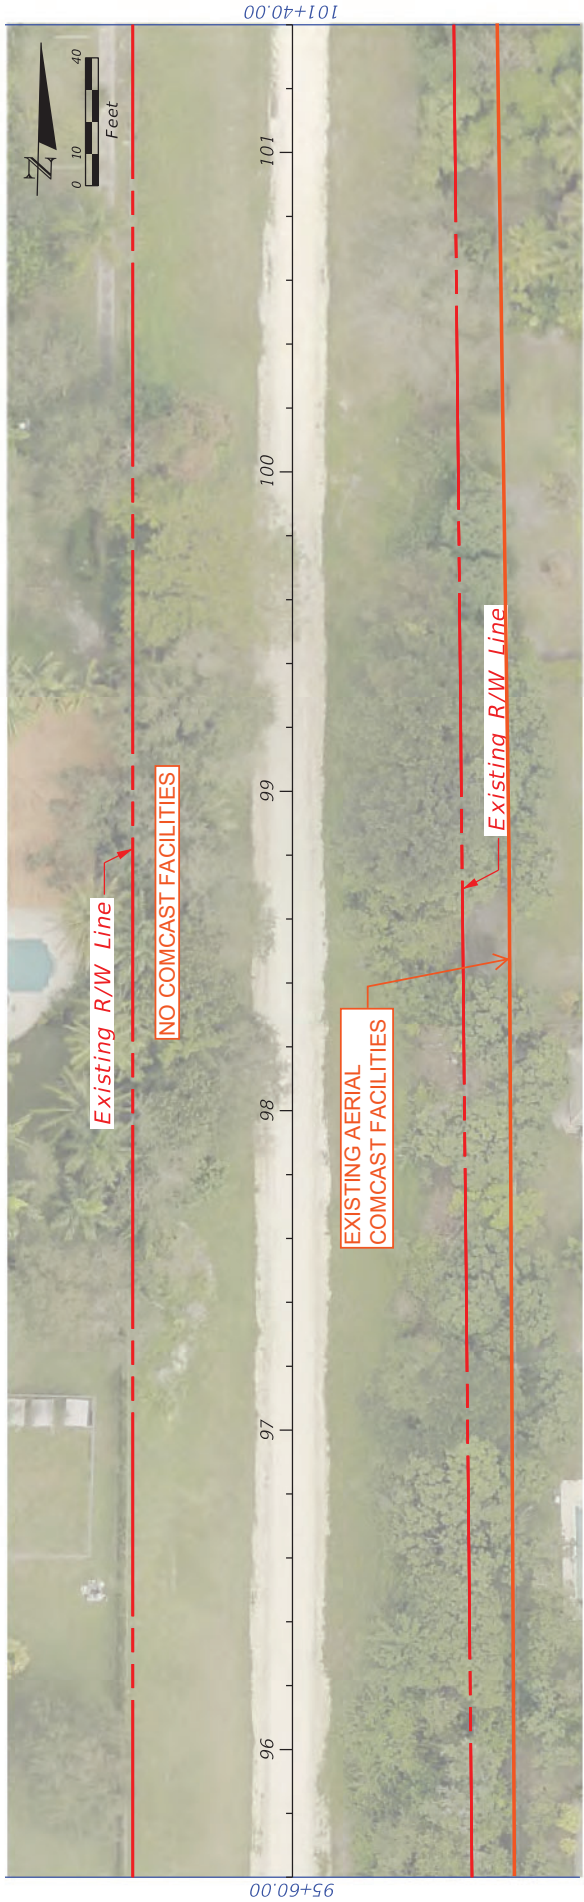 101+40.00
N
0 10 40
Feet
101
100
99
98
97
96
Existing R/W Line
NO COMCAST FACILITIES
EXISTING AERIAL
COMCAST FACILITIES
Existing R/W Line
95+60.00